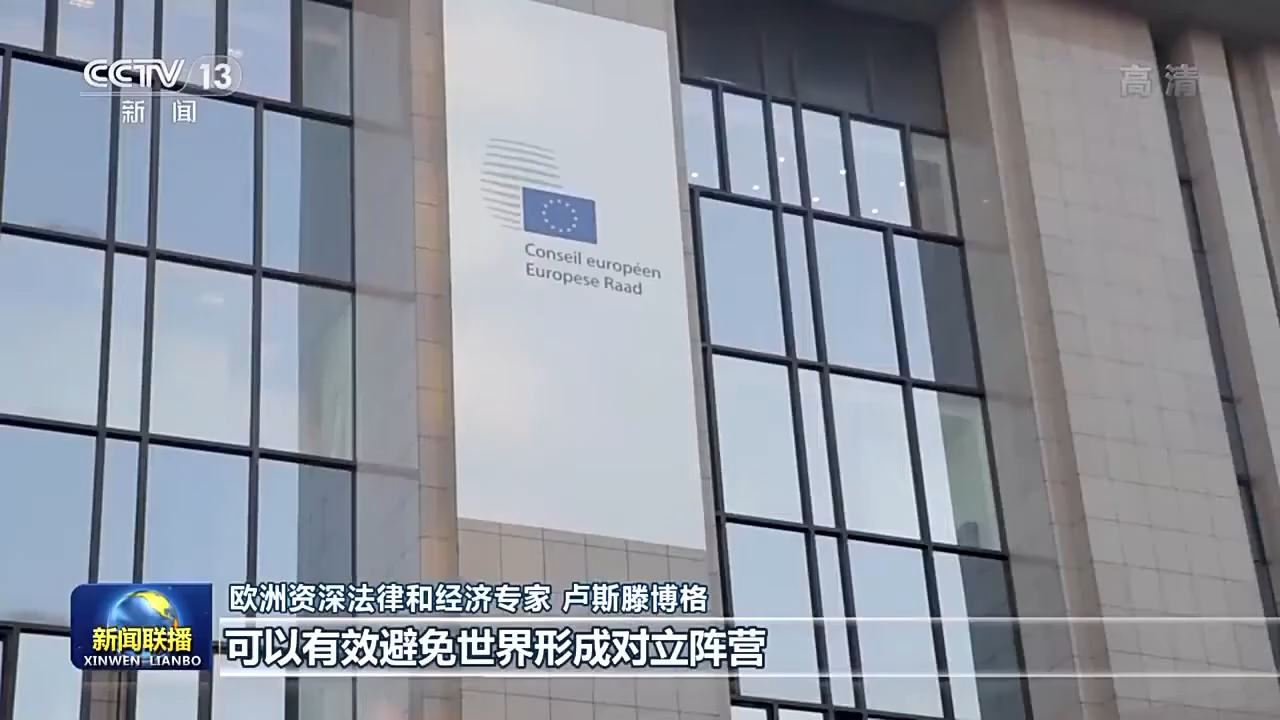 CCTV 13
新闻
高清
Conseil européen
Europese Raad
欧洲资深法律和经济专家 卢斯滕博格
新闻联播
XINWEN LIANBO
可以有效避免世界形成对立阵营